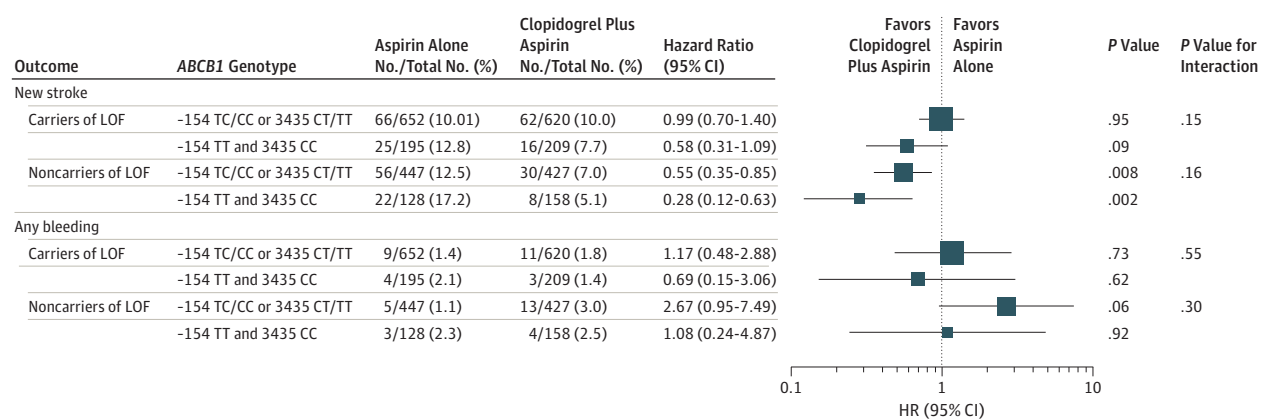 Outcome ABCB1 Genotype Aspirin Alone No./Total No. (%) Clopidogrel Plus Aspirin No./Total No. (%) Hazard Ratio (95% CI) Favors Clopidogrel Plus Aspirin Favors Aspirin Alone P Value P Value for Interaction
New stroke
Carriers of LOF –154 TC/CC or 3435 CT/TT 66/652 (10.01) 62/620 (10.0) 0.99 (0.70-1.40) .95 .15
–154 TT and 3435 CC 25/195 (12.8) 16/209 (7.7) 0.58 (0.31-1.09) .09
Noncarriers of LOF –154 TC/CC or 3435 CT/TT 56/447 (12.5) 30/427 (7.0) 0.55 (0.35-0.85) .008 .16
–154 TT and 3435 CC 22/128 (17.2) 8/158 (5.1) 0.28 (0.12-0.63) .002
Any bleeding
Carriers of LOF –154 TC/CC or 3435 CT/TT 9/652 (1.4) 11/620 (1.8) 1.17 (0.48-2.88) .73 .55
–154 TT and 3435 CC 4/195 (2.1) 3/209 (1.4) 0.69 (0.15-3.06) .62
Noncarriers of LOF –154 TC/CC or 3435 CT/TT 5/447 (1.1) 13/427 (3.0) 2.67 (0.95-7.49) .06 .30
–154 TT and 3435 CC 3/128 (2.3) 4/158 (2.5) 1.08 (0.24-4.87) .92
0.1 1 10
HR (95% CI)